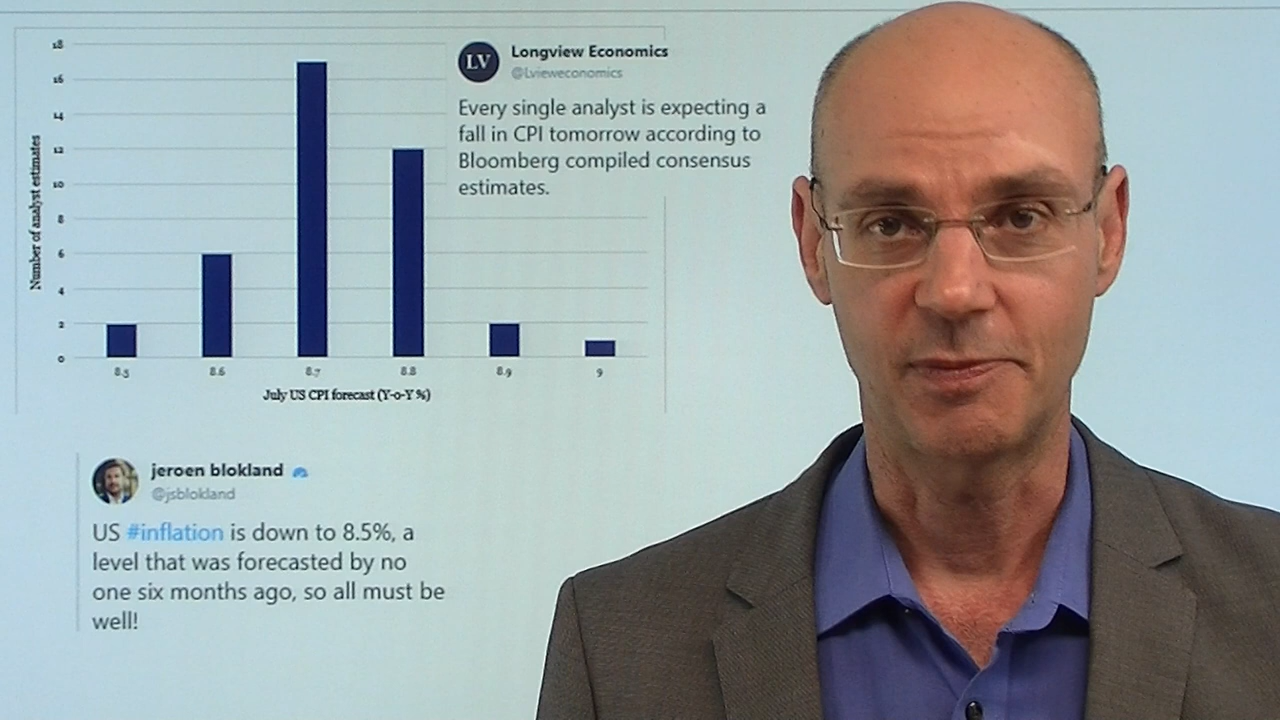 18
16
14
12
10
8
6
4
2
0
Number of analyst estimates
8.5
8.6
8.7
8.8
8.9
9
July US CPI forecast (Y-o-Y %)
LV
Longview Economics
@Lvieweconomics
Every single analyst is expecting a
fall in CPI tomorrow according to
Bloomberg compiled consensus
estimates.
jeroen blokland
@jsblokland
US #inflation is down to 8.5%, a
level that was forecasted by no
one six months ago, so all must be
well!